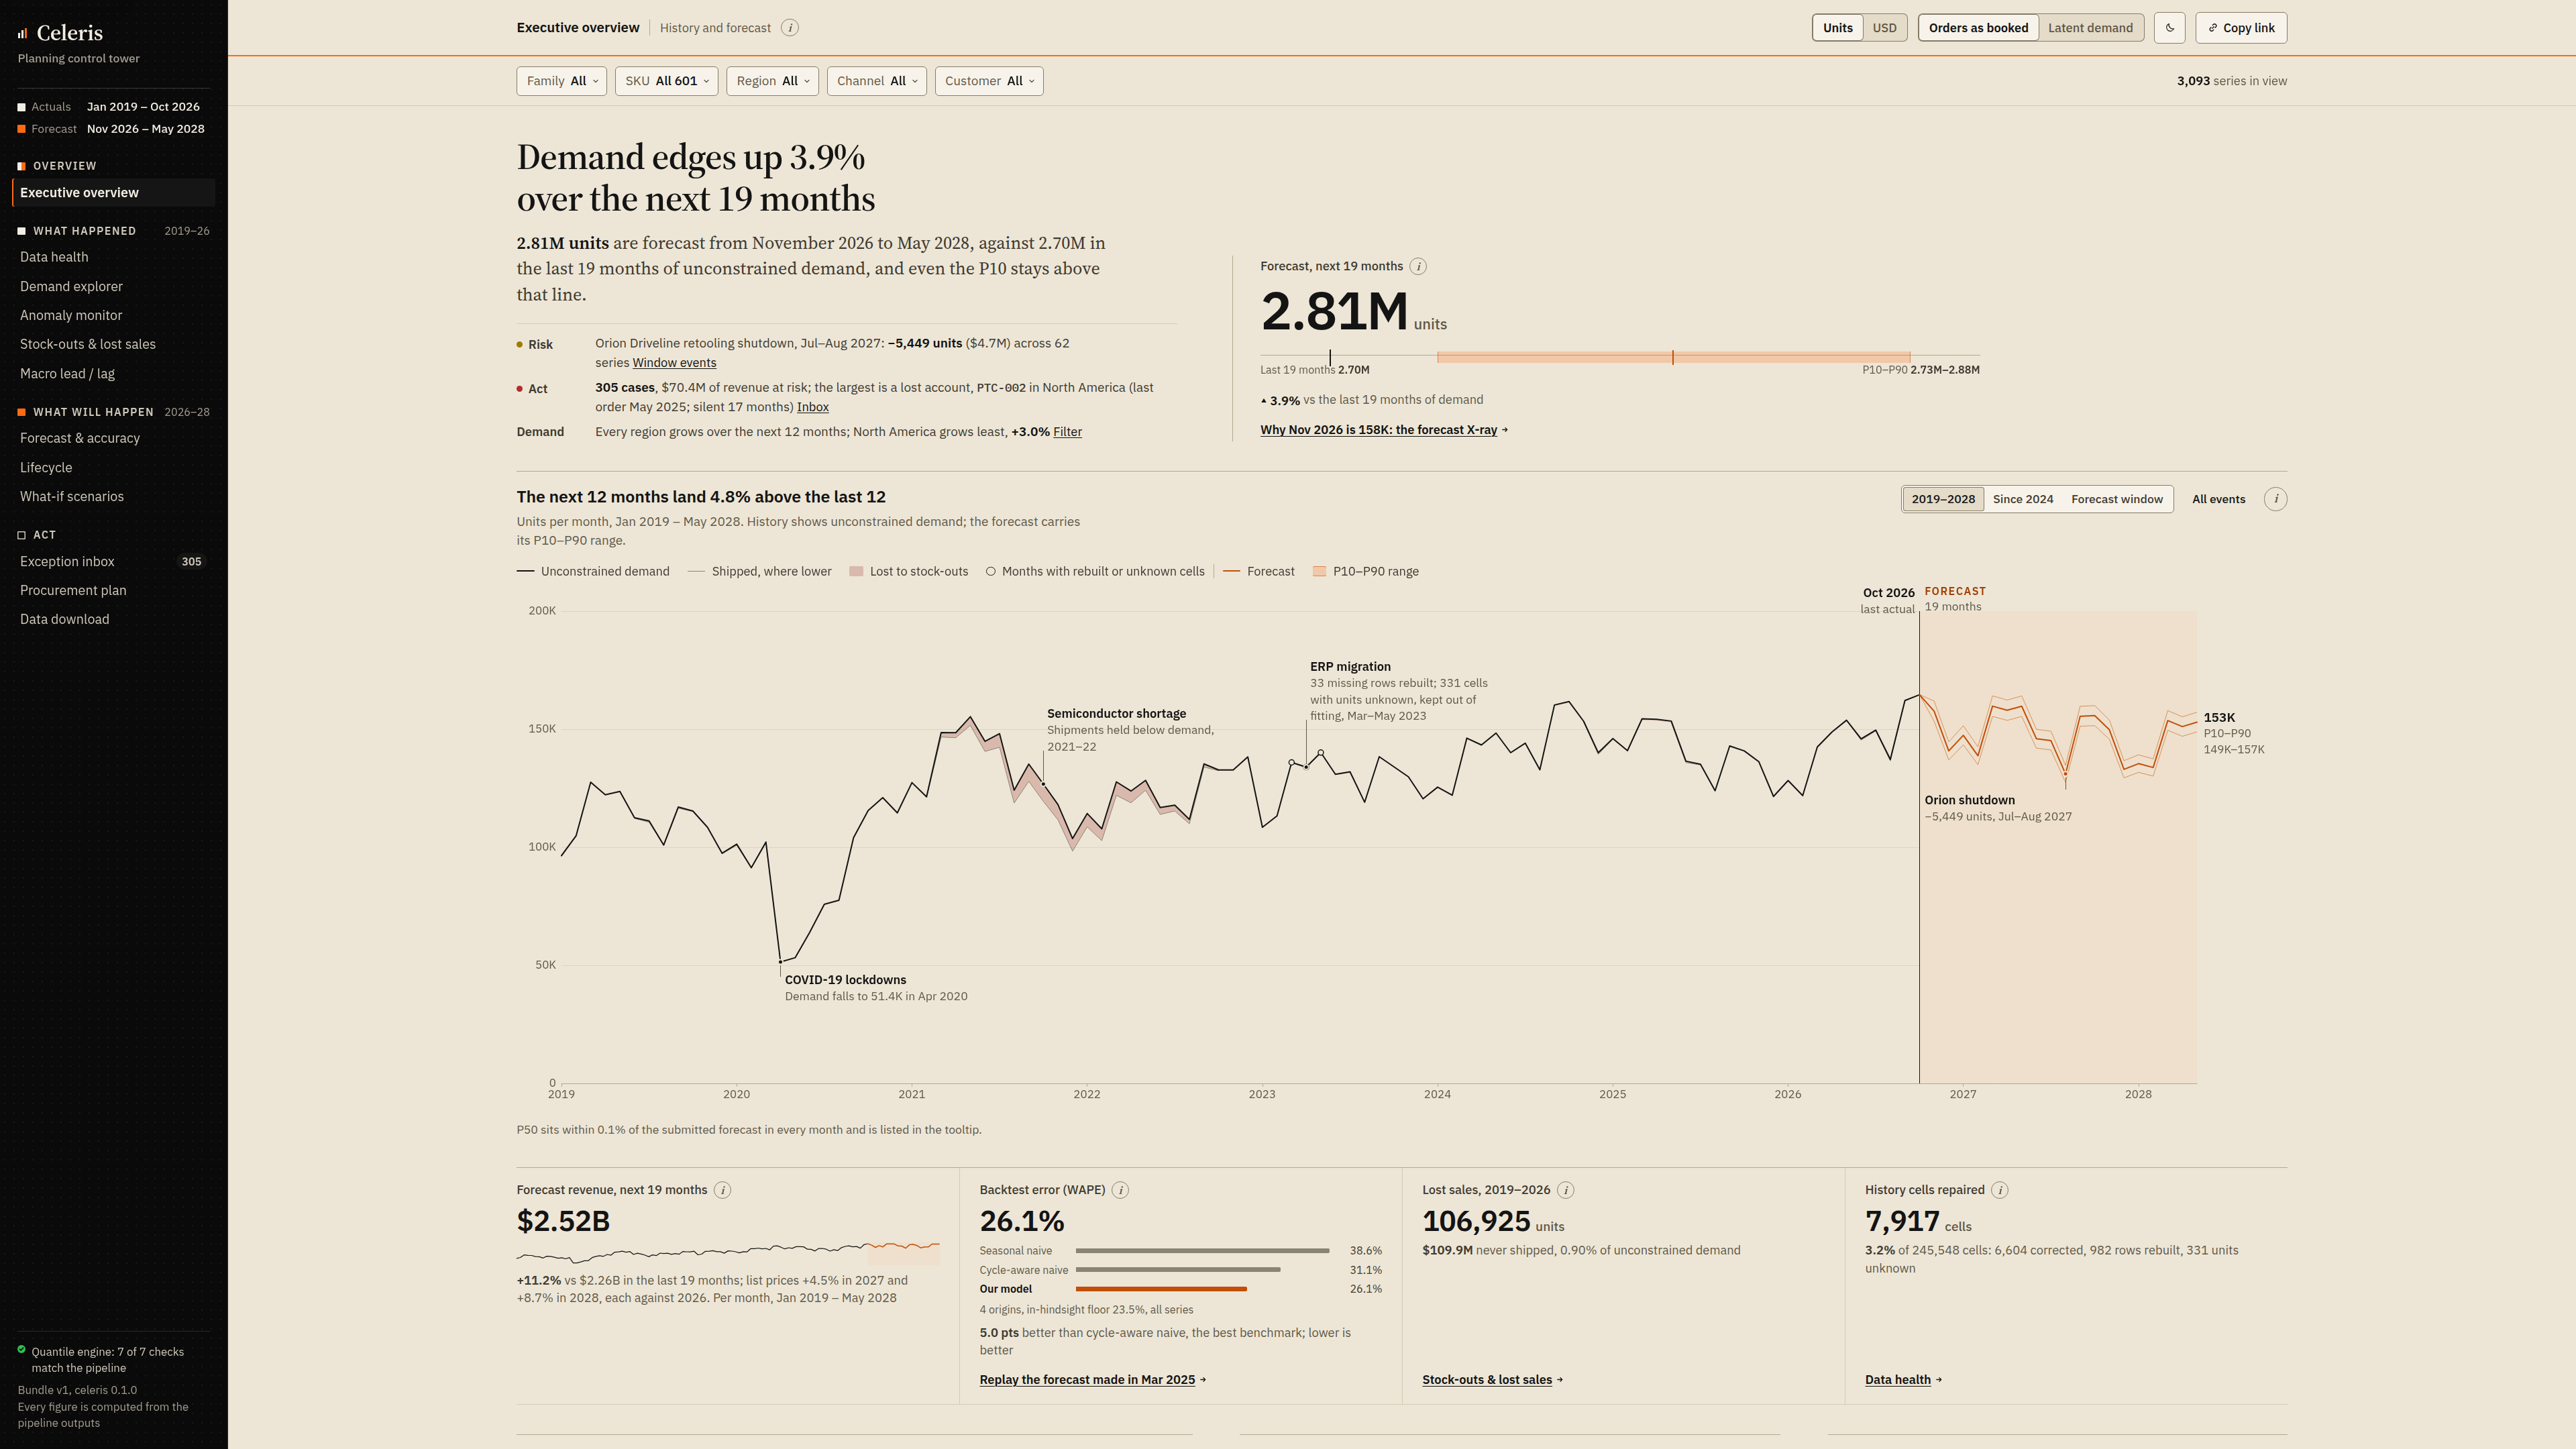 Celeris
Planning control tower
Actuals Jan 2019 – Oct 2026
Forecast Nov 2026 – May 2028
OVERVIEW
Executive overview
WHAT HAPPENED 2019–26
Data health
Demand explorer
Anomaly monitor
Stock-outs & lost sales
Macro lead / lag
WHAT WILL HAPPEN 2026–28
Forecast & accuracy
Lifecycle
What-if scenarios
ACT
Exception inbox 305
Procurement plan
Data download
Quantile engine: 7 of 7 checks
match the pipeline
Bundle v1, celeris 0.1.0
Every figure is computed from the
pipeline outputs
Executive overview History and forecast i
Units USD Orders as booked Latent demand Copy link
Family All SKU All 601 Region All Channel All Customer All
3,093 series in view
Demand edges up 3.9%
over the next 19 months
2.81M units are forecast from November 2026 to May 2028, against 2.70M in
the last 19 months of unconstrained demand, and even the P10 stays above
that line.
Risk Orion Driveline retooling shutdown, Jul–Aug 2027: −5,449 units ($4.7M) across 62
series Window events
Act 305 cases, $70.4M of revenue at risk; the largest is a lost account, PTC-002 in North America (last
order May 2025; silent 17 months) Inbox
Demand Every region grows over the next 12 months; North America grows least, +3.0% Filter
Forecast, next 19 months i
2.81M units
Last 19 months 2.70M P10–P90 2.73M–2.88M
▲ 3.9% vs the last 19 months of demand
Why Nov 2026 is 158K: the forecast X-ray →
The next 12 months land 4.8% above the last 12
Units per month, Jan 2019 – May 2028. History shows unconstrained demand; the forecast carries
its P10–P90 range.
2019–2028 Since 2024 Forecast window All events i
Unconstrained demand Shipped, where lower Lost to stock-outs Months with rebuilt or unknown cells Forecast P10–P90 range
200K
150K
100K
50K
0
Oct 2026
last actual
FORECAST
19 months
ERP migration
33 missing rows rebuilt; 331 cells
with units unknown, kept out of
fitting, Mar–May 2023
Semiconductor shortage
Shipments held below demand,
2021–22
153K
P10–P90
149K–157K
Orion shutdown
−5,449 units, Jul–Aug 2027
COVID-19 lockdowns
Demand falls to 51.4K in Apr 2020
2019 2020 2021 2022 2023 2024 2025 2026 2027 2028
P50 sits within 0.1% of the submitted forecast in every month and is listed in the tooltip.
Forecast revenue, next 19 months i
$2.52B
+11.2% vs $2.26B in the last 19 months; list prices +4.5% in 2027 and
+8.7% in 2028, each against 2026. Per month, Jan 2019 – May 2028
Backtest error (WAPE) i
26.1%
Seasonal naive 38.6%
Cycle-aware naive 31.1%
Our model 26.1%
4 origins, in-hindsight floor 23.5%, all series
5.0 pts better than cycle-aware naive, the best benchmark; lower is
better
Replay the forecast made in Mar 2025 →
Lost sales, 2019–2026 i
106,925 units
$109.9M never shipped, 0.90% of unconstrained demand
Stock-outs & lost sales →
History cells repaired i
7,917 cells
3.2% of 245,548 cells: 6,604 corrected, 982 rows rebuilt, 331 units
unknown
Data health →